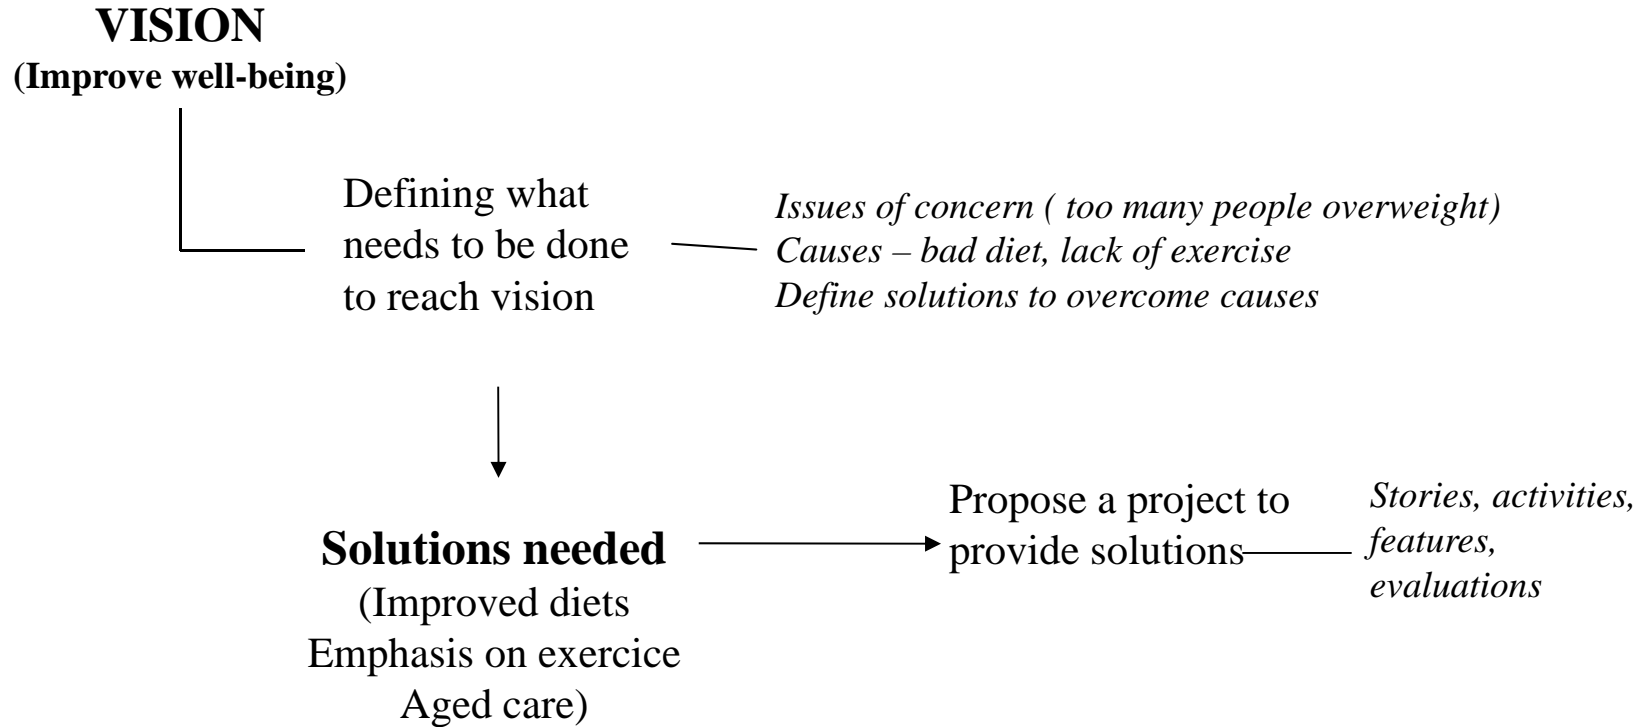 VISION
(Improve well-being)
Defining what
needs to be done
to reach vision
Issues of concern ( too many people overweight)
Causes – bad diet, lack of exercise
Define solutions to overcome causes
Solutions needed
(Improved diets
Emphasis on exercice
Aged care)
Propose a project to
provide solutions
Stories, activities,
features,
evaluations